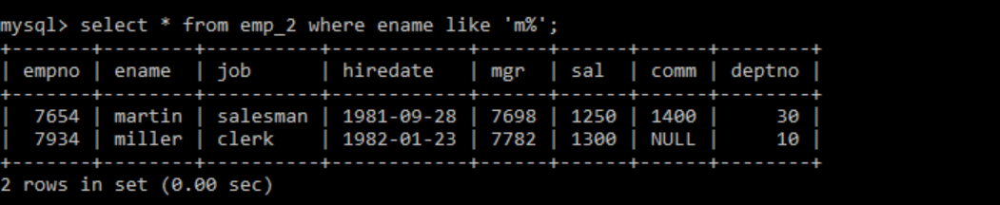 mysql> select * from emp_2 where ename like 'm%';
+-------+--------+----------+------------+------+------+------+--------+
| empno | ename  | job      | hiredate   | mgr  | sal  | comm | deptno |
+-------+--------+----------+------------+------+------+------+--------+
|  7654 | martin | salesman | 1981-09-28 | 7698 | 1250 | 1400 |     30 |
|  7934 | miller | clerk    | 1982-01-23 | 7782 | 1300 | NULL |     10 |
+-------+--------+----------+------------+------+------+------+--------+
2 rows in set (0.00 sec)